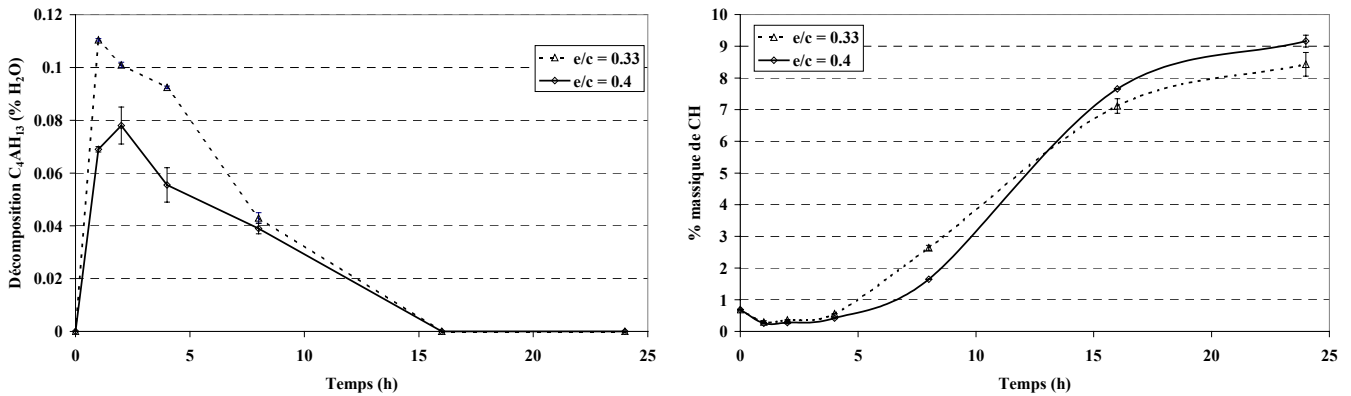 Décomposition C₄AH₁₃ (% H₂O)
0.12
0.1
0.08
0.06
0.04
0.02
0
e/c = 0.33
e/c = 0.4
0 5 10 15 20 25
Temps (h)
% massique de CH
10
9
8
7
6
5
4
3
2
1
0
e/c = 0.33
e/c = 0.4
0 5 10 15 20 25
Temps (h)